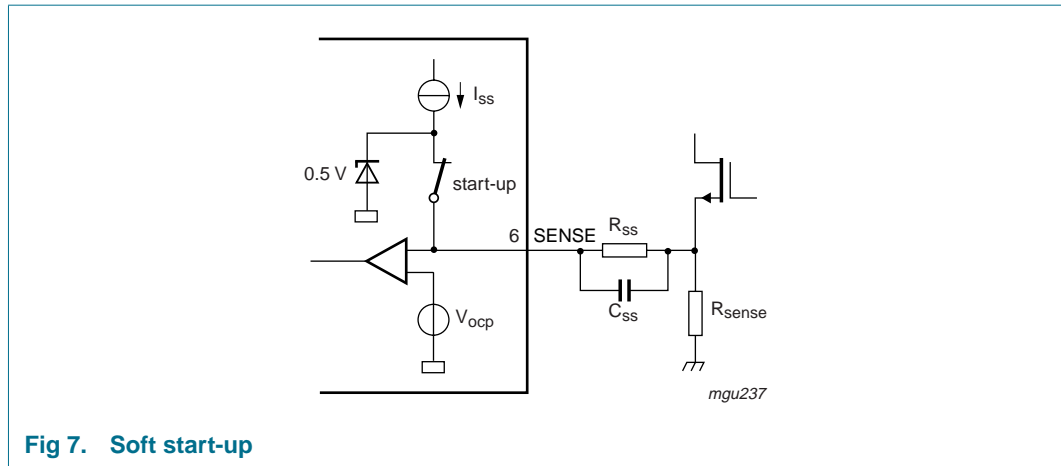 Iss
0.5 V
start-up
6 SENSE
Rss
Css
Vocp
Rsense
mgu237
Fig 7. Soft start-up